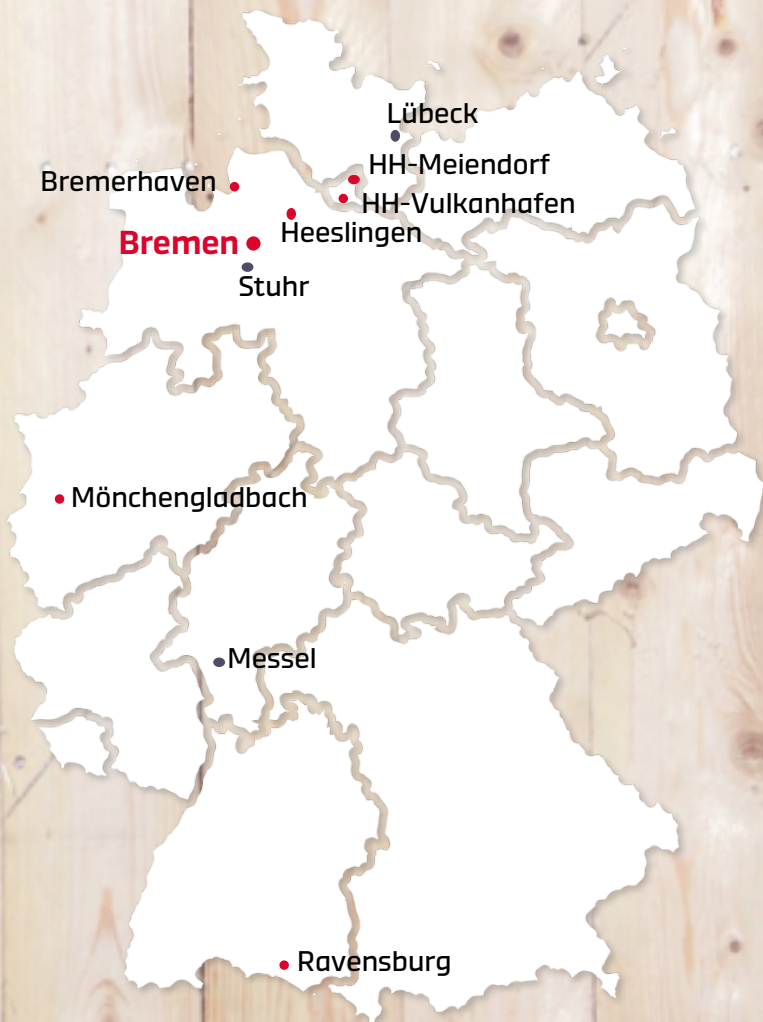 Lübeck
HH-Meiendorf
Bremerhaven
HH-Vulkanhafen
Heeslingen
Bremen
Stuhr
Mönchengladbach
Messel
Ravensburg